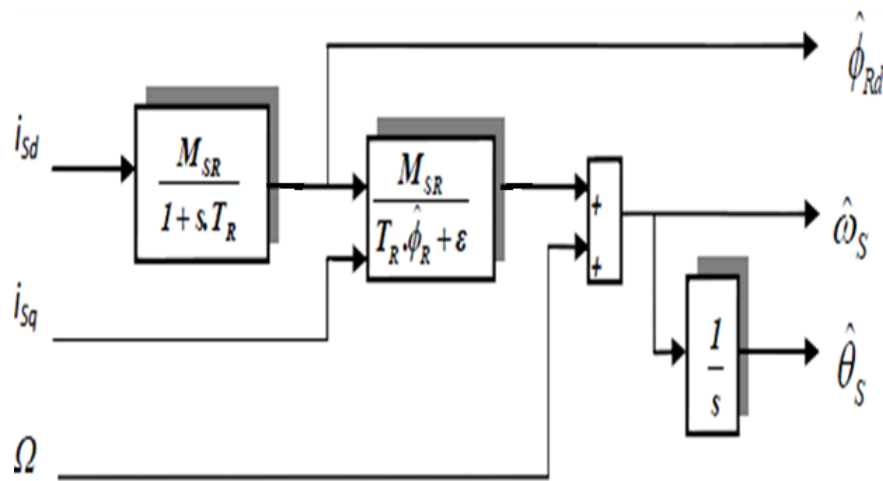 ϕ̂_Rd
i_Sd
M_SR
1+s.T_R
M_SR
T_R.ϕ̂_R+ε
+
+
ω̂_S
i_Sq
1
s
θ̂_S
Ω